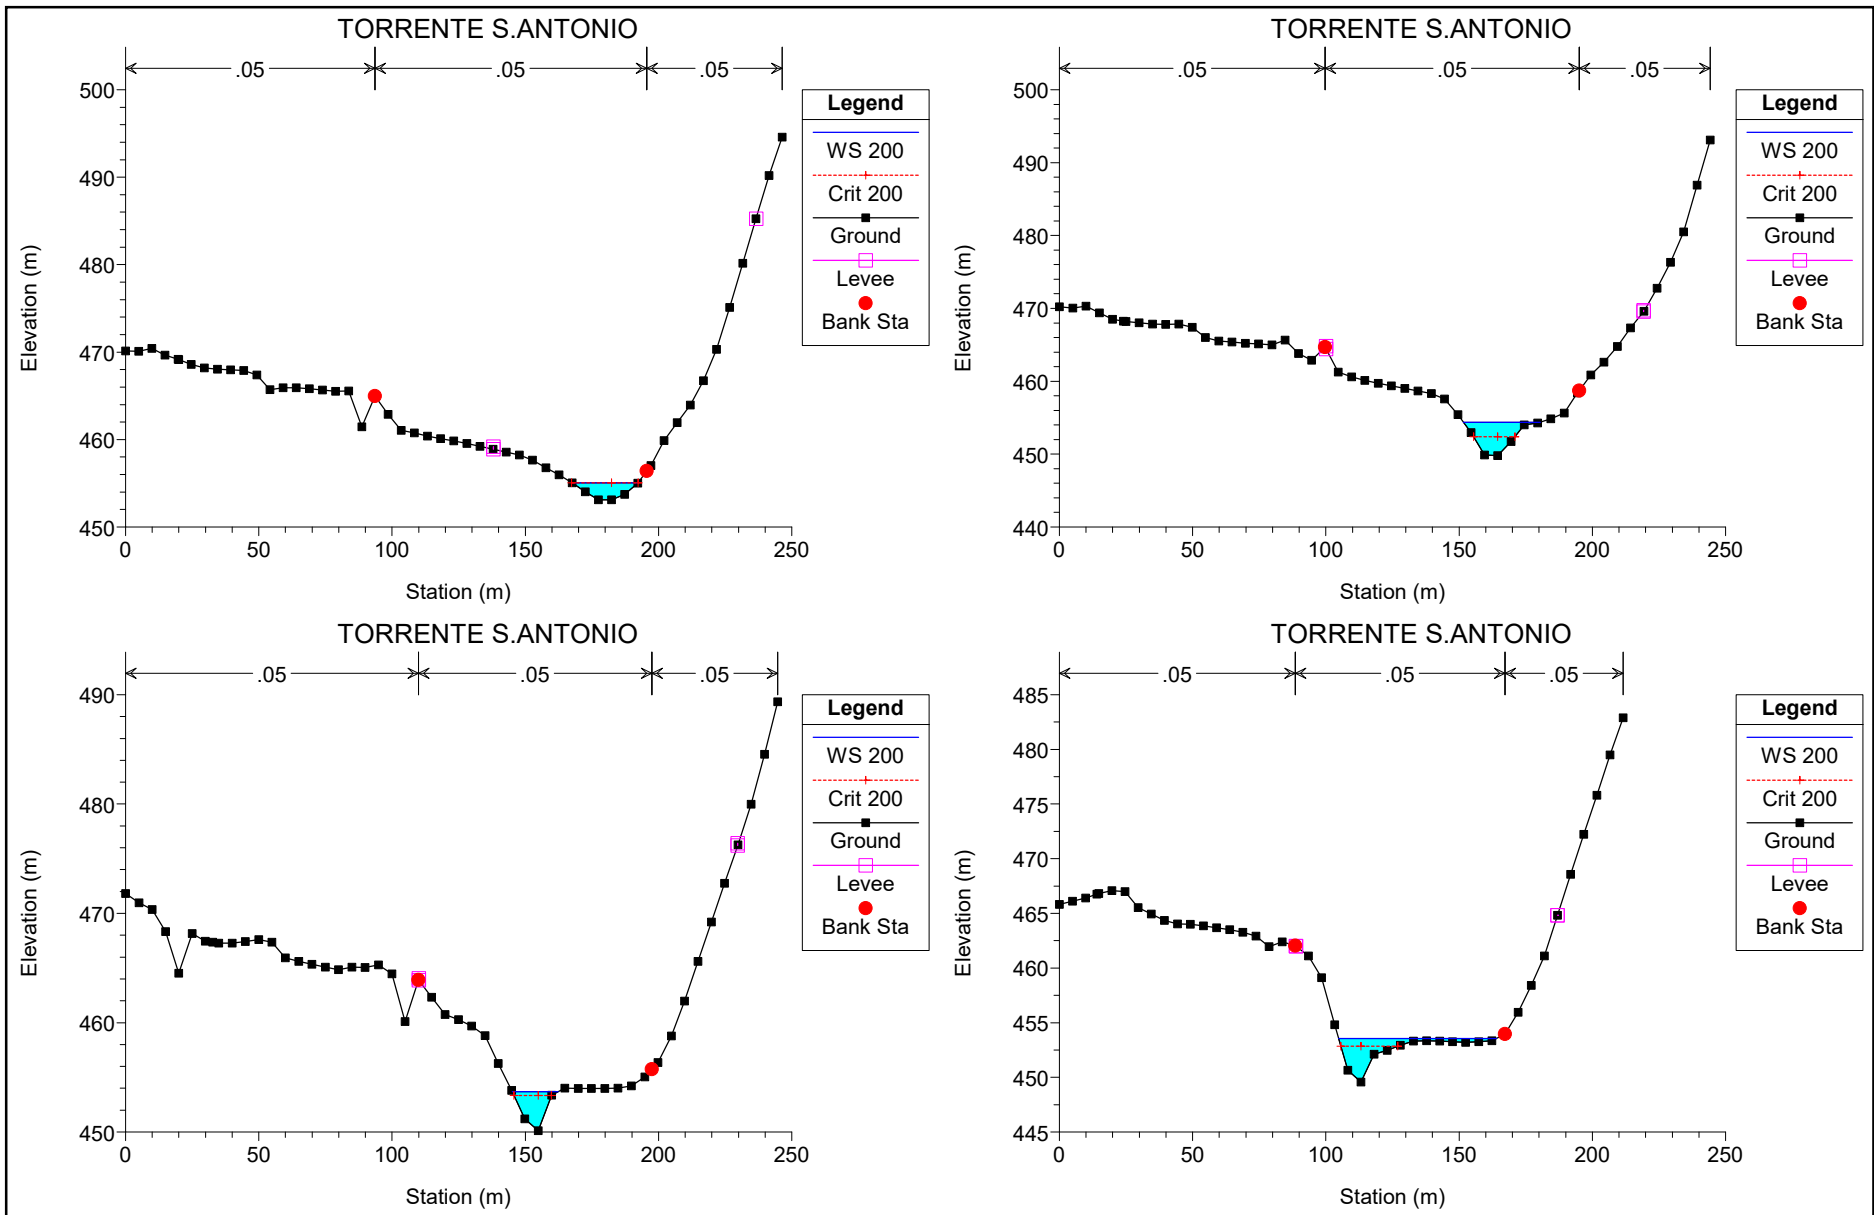 TORRENTE S.ANTONIO
.05 .05 .05
500
490
480
470
460
450
0 50 100 150 200 250
Elevation (m)
Station (m)
Legend
WS 200
Crit 200
Ground
Levee
Bank Sta
TORRENTE S.ANTONIO
.05 .05 .05
500
490
480
470
460
450
440
0 50 100 150 200 250
Elevation (m)
Station (m)
Legend
WS 200
Crit 200
Ground
Levee
Bank Sta
TORRENTE S.ANTONIO
.05 .05 .05
490
480
470
460
450
0 50 100 150 200 250
Elevation (m)
Station (m)
Legend
WS 200
Crit 200
Ground
Levee
Bank Sta
TORRENTE S.ANTONIO
.05 .05 .05
485
480
475
470
465
460
455
450
445
0 50 100 150 200 250
Elevation (m)
Station (m)
Legend
WS 200
Crit 200
Ground
Levee
Bank Sta